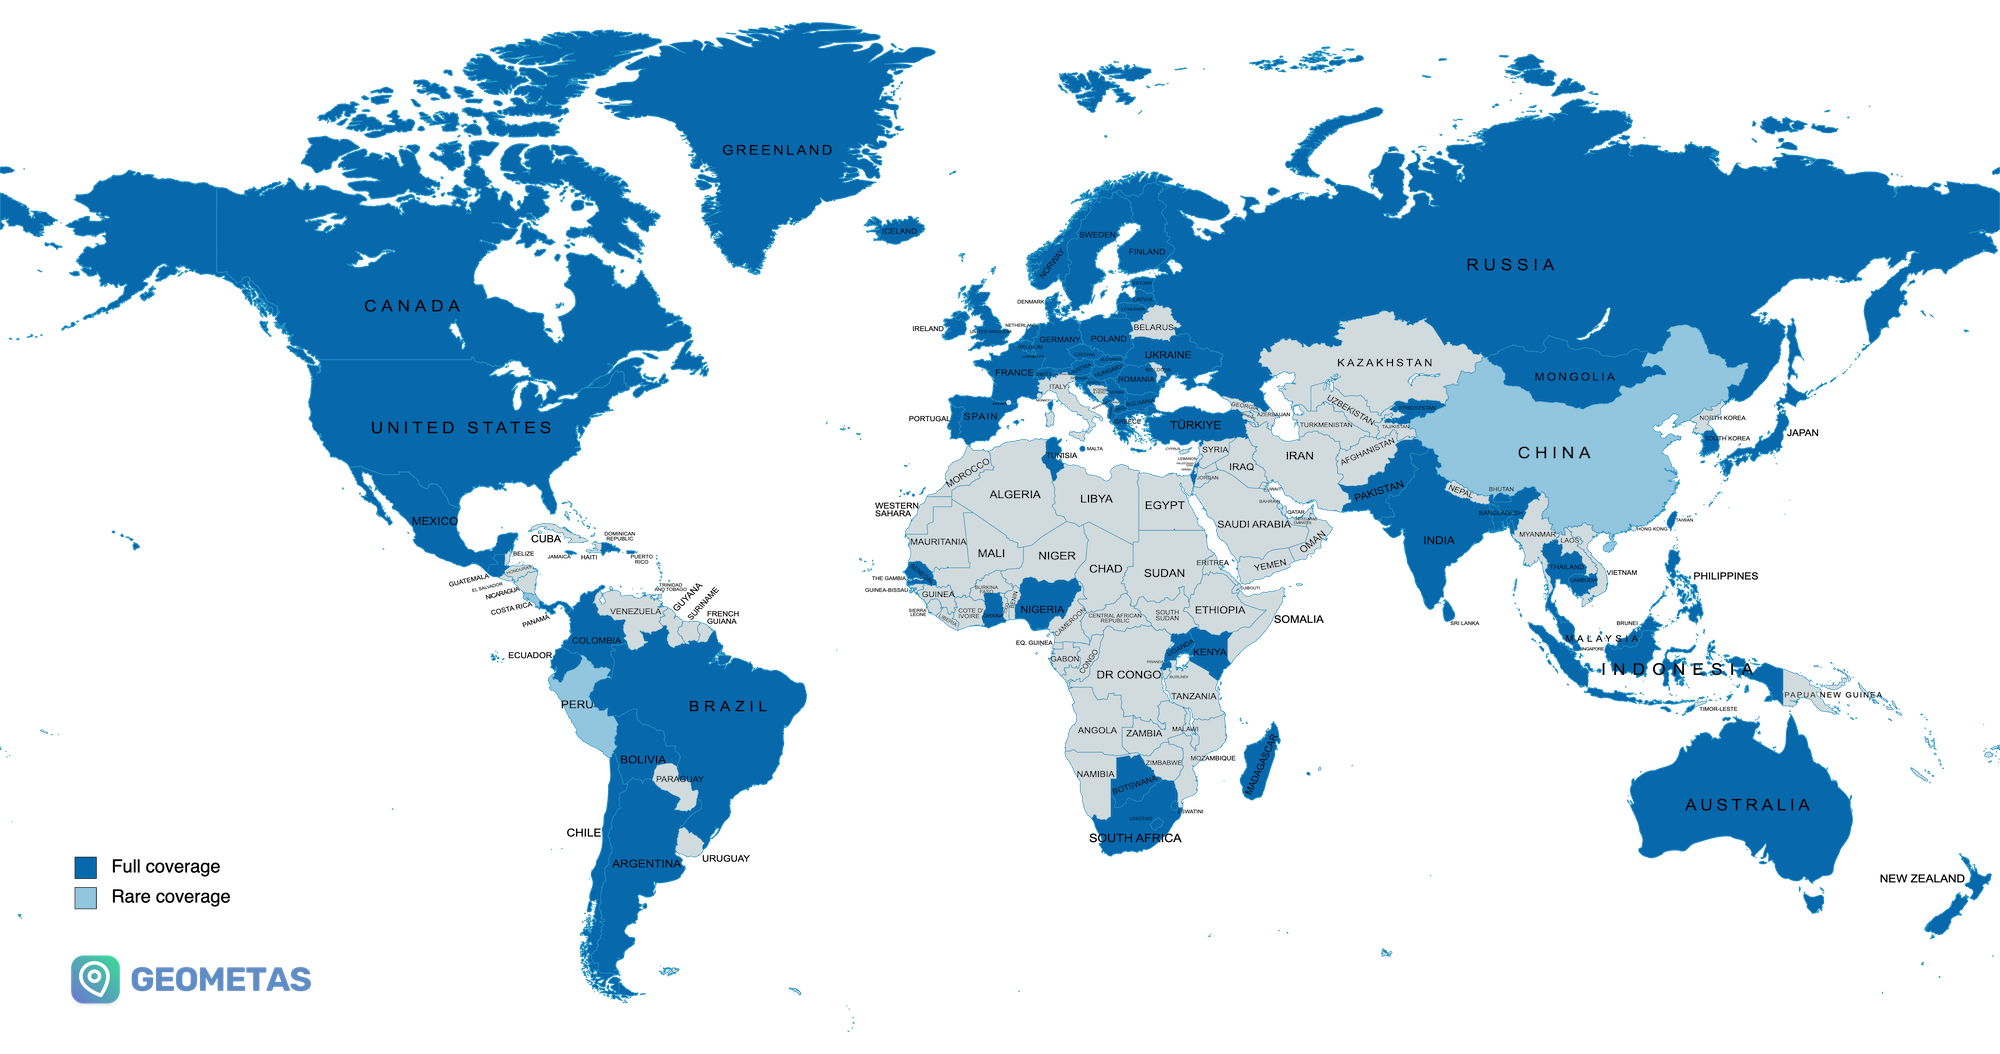 GREENLAND
ICELAND
SWEDEN
NORWAY
FINLAND
RUSSIA
CANADA
ESTONIA
LATVIA
LITHUANIA
DENMARK
IRELAND
UNITED KINGDOM
NETHERLANDS
BELARUS
GERMANY
POLAND
BELGIUM
CZECHIA
UKRAINE
KAZAKHSTAN
MONGOLIA
FRANCE
HUNGARY
MOLDOVA
ROMANIA
ITALY
BULGARIA
PORTUGAL
SPAIN
GREECE
TÜRKIYE
GEORGIA
AZERBAIJAN
UZBEKISTAN
KYRGYZSTAN
TURKMENISTAN
TAJIKISTAN
NORTH KOREA
SOUTH KOREA
JAPAN
UNITED STATES
CHINA
MALTA
TUNISIA
CYPRUS
LEBANON
SYRIA
IRAQ
IRAN
AFGHANISTAN
MOROCCO
ALGERIA
LIBYA
EGYPT
JORDAN
KUWAIT
BAHRAIN
QATAR
PAKISTAN
NEPAL
BHUTAN
BANGLADESH
WESTERN
SAHARA
SAUDI ARABIA
OMAN
YEMEN
INDIA
MYANMAR
LAOS
TAIWAN
HONG KONG
MEXICO
CUBA
DOMINICAN
REPUBLIC
BELIZE
JAMAICA
HAITI
PUERTO
RICO
GUATEMALA
HONDURAS
EL SALVADOR
NICARAGUA
COSTA RICA
PANAMA
TRINIDAD
AND TOBAGO
MAURITANIA
MALI
NIGER
CHAD
SUDAN
ERITREA
DJIBOUTI
THE GAMBIA
SENEGAL
GUINEA-BISSAU
GUINEA
SIERRA
LEONE
LIBERIA
COTE D'
IVOIRE
BURKINA
FASO
GHANA
BENIN
NIGERIA
CAMEROON
CENTRAL AFRICAN
REPUBLIC
SOUTH
SUDAN
ETHIOPIA
SOMALIA
THAILAND
CAMBODIA
VIETNAM
PHILIPPINES
SRI LANKA
BRUNEI
MALAYSIA
SINGAPORE
INDONESIA
PAPUA NEW GUINEA
TIMOR-LESTE
VENEZUELA
GUYANA
SURINAME
FRENCH
GUIANA
COLOMBIA
ECUADOR
PERU
BRAZIL
EQ. GUINEA
GABON
CONGO
DR CONGO
UGANDA
KENYA
RWANDA
BURUNDI
TANZANIA
ANGOLA
ZAMBIA
MALAWI
MOZAMBIQUE
ZIMBABWE
NAMIBIA
BOTSWANA
MADAGASCAR
ESWATINI
LESOTHO
SOUTH AFRICA
BOLIVIA
PARAGUAY
CHILE
ARGENTINA
URUGUAY
AUSTRALIA
NEW ZEALAND
Full coverage
Rare coverage
GEOMETAS